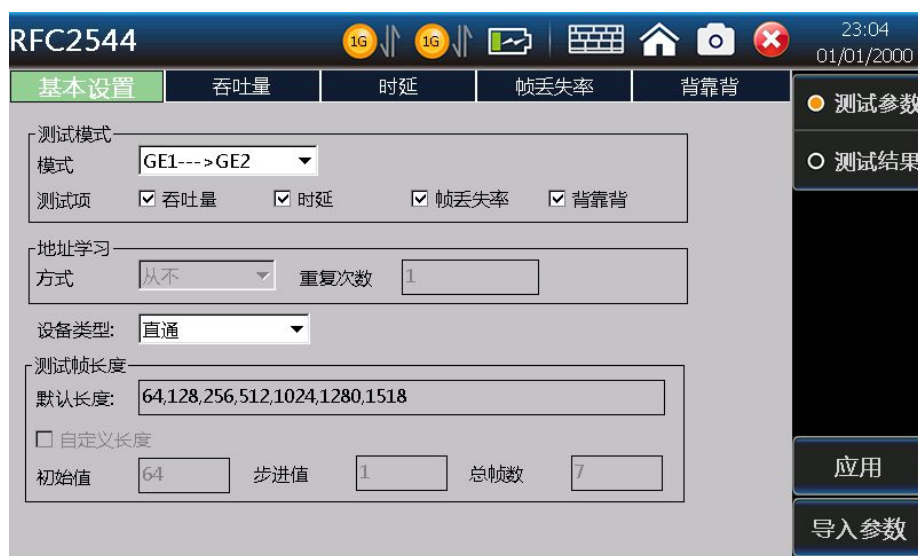 RFC2544
1G
1G
23:04
01/01/2000
基本设置
吞吐量
时延
帧丢失率
背靠背
测试参数
测试结果
测试模式
模式 GE1--->GE2
测试项 吞吐量 时延 帧丢失率 背靠背
地址学习
方式 从不 重复次数 1
设备类型: 直通
测试帧长度
默认长度: 64,128,256,512,1024,1280,1518
自定义长度
初始值 64 步进值 1 总帧数 7
应用
导入参数